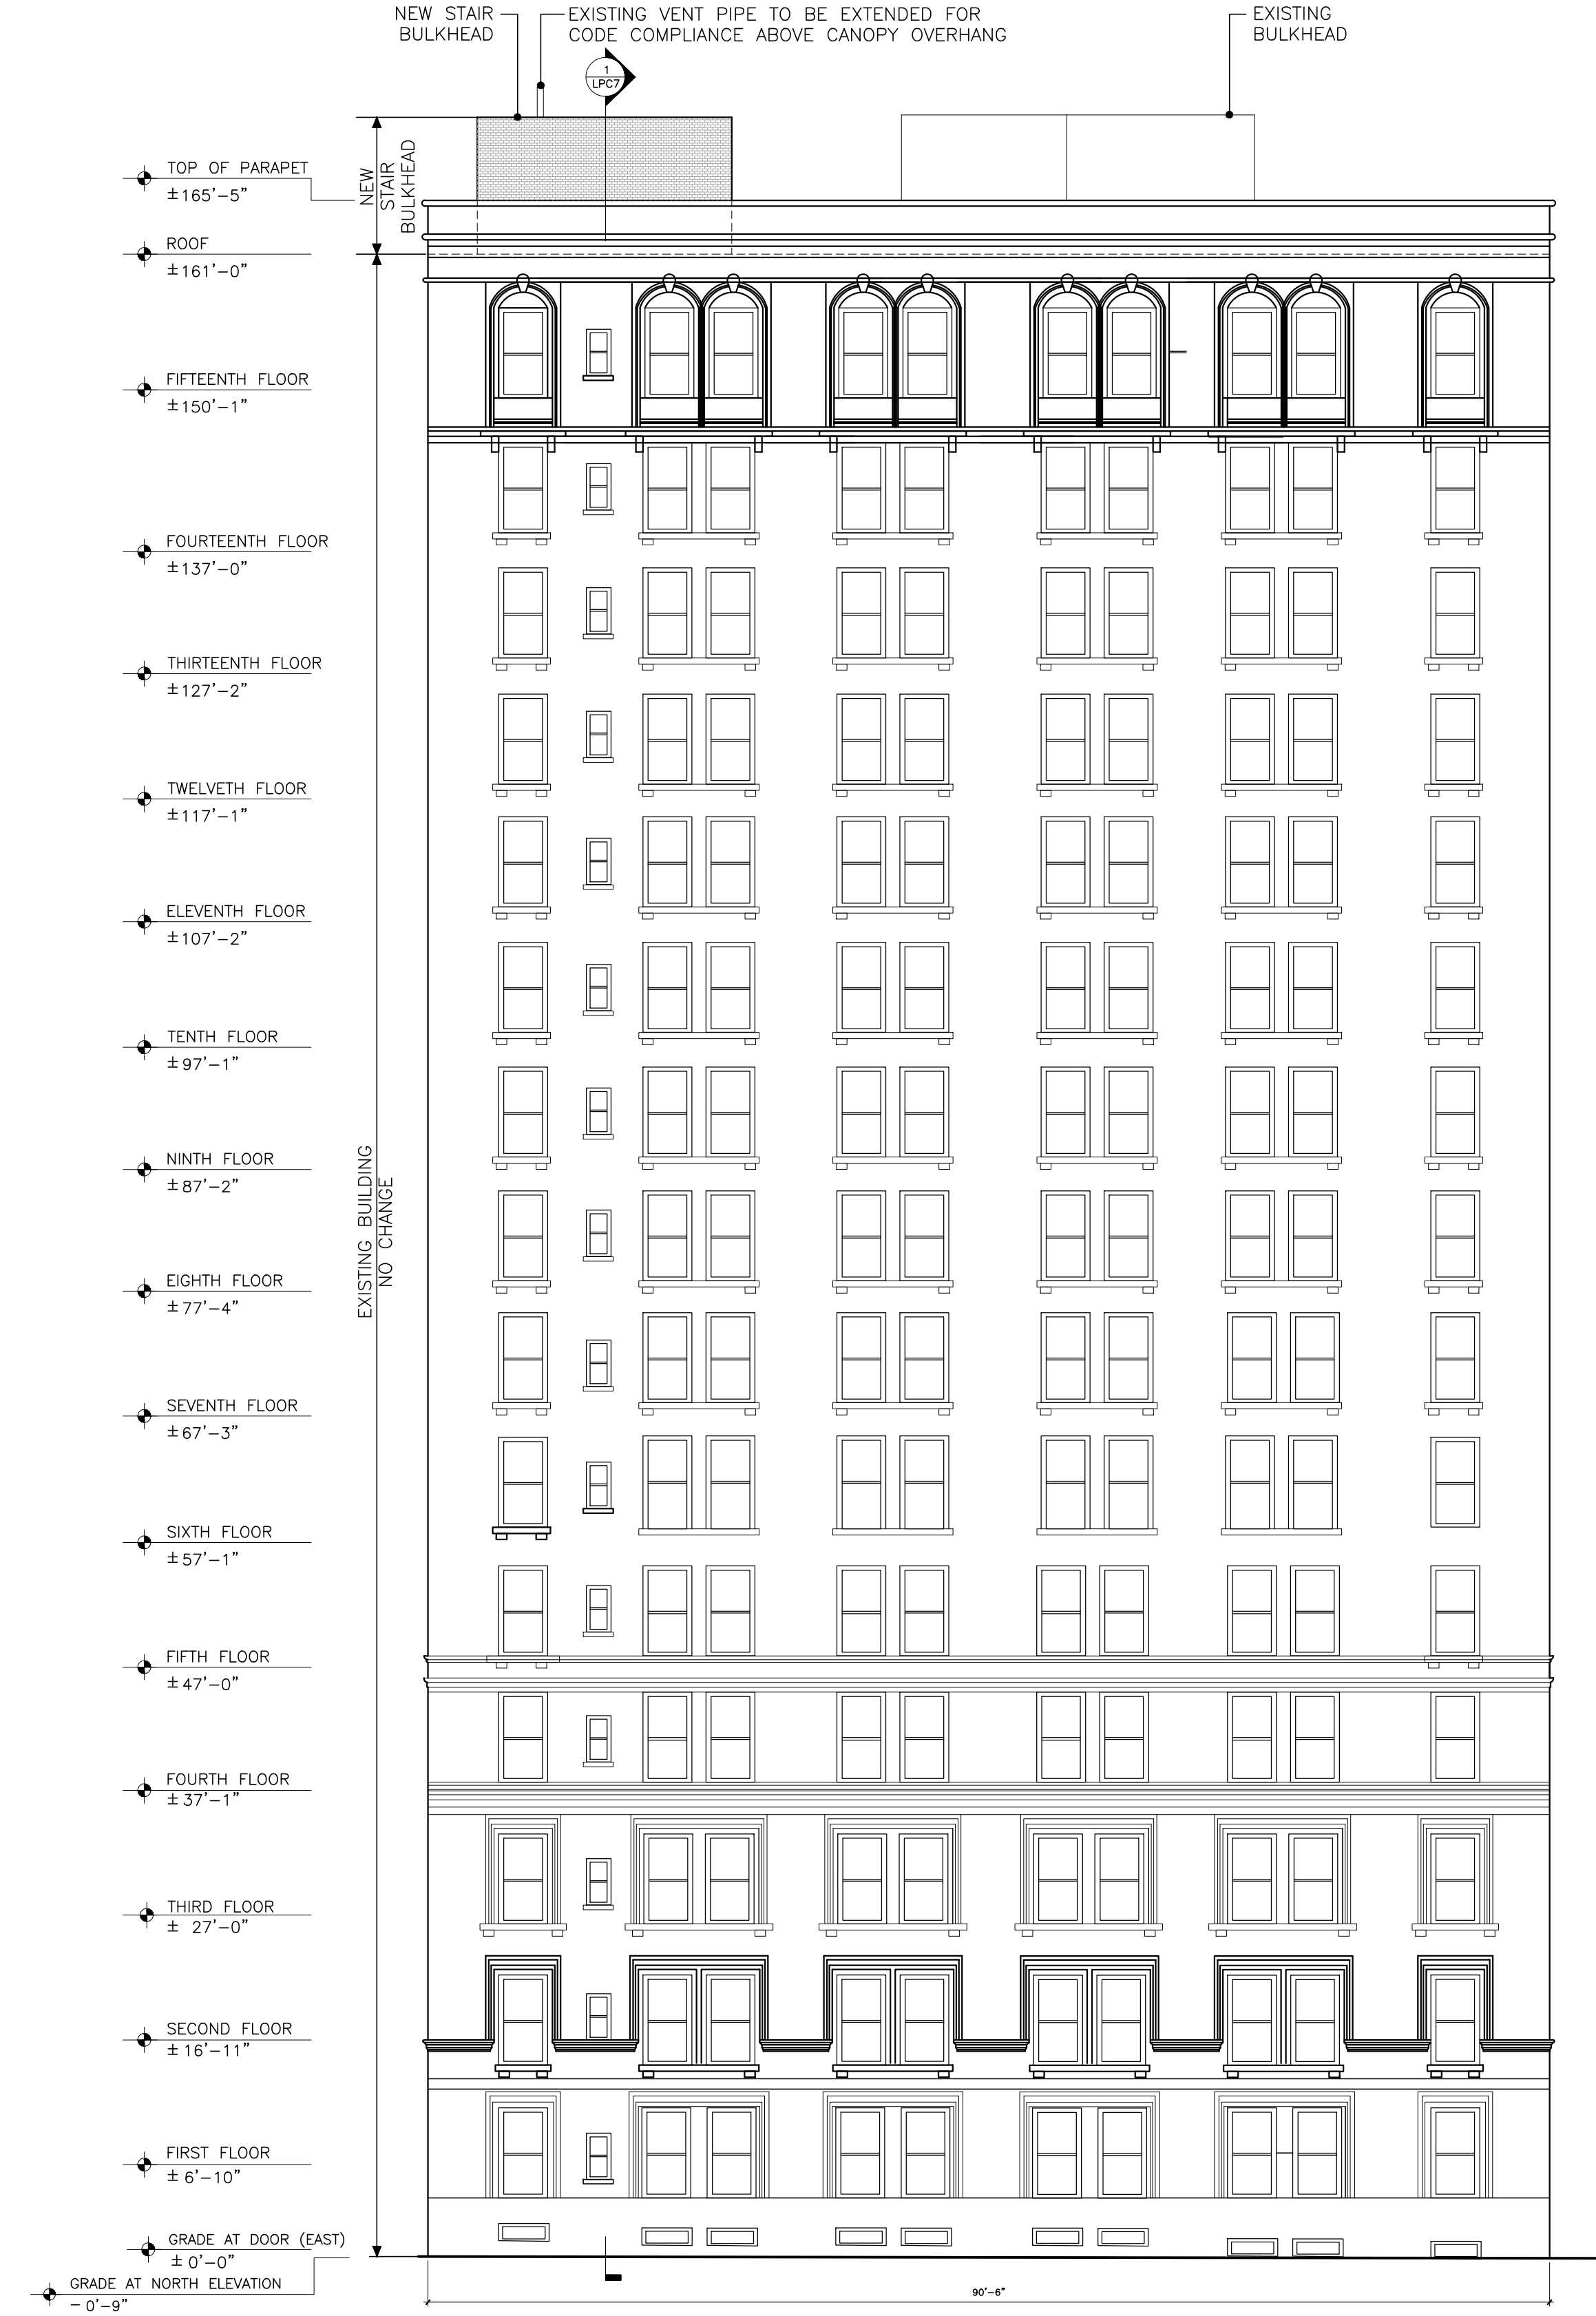 NEW STAIR
BULKHEAD
EXISTING VENT PIPE TO BE EXTENDED FOR
CODE COMPLIANCE ABOVE CANOPY OVERHANG
EXISTING
BULKHEAD
1
LPC7
NEW
STAIR
BULKHEAD
TOP OF PARAPET
±165'-5"
ROOF
±161'-0"
FIFTEENTH FLOOR
±150'-1"
FOURTEENTH FLOOR
±137'-0"
THIRTEENTH FLOOR
±127'-2"
TWELVETH FLOOR
±117'-1"
ELEVENTH FLOOR
±107'-2"
TENTH FLOOR
±97'-1"
NINTH FLOOR
±87'-2"
EXISTING BUILDING
NO CHANGE
EIGHTH FLOOR
±77'-4"
SEVENTH FLOOR
±67'-3"
SIXTH FLOOR
±57'-1"
FIFTH FLOOR
±47'-0"
FOURTH FLOOR
±37'-1"
THIRD FLOOR
± 27'-0"
SECOND FLOOR
±16'-11"
FIRST FLOOR
± 6'-10"
GRADE AT DOOR (EAST)
± 0'-0"
GRADE AT NORTH ELEVATION
- 0'-9"
90'-6"